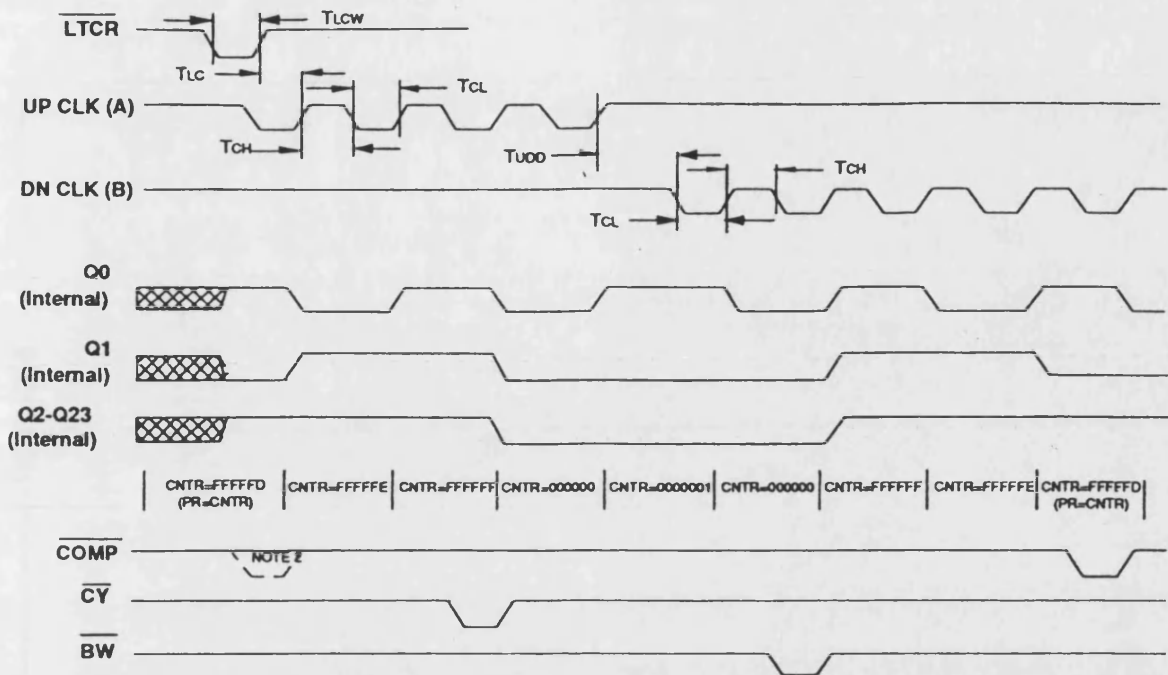 LTCR
TLCW
TLC
TCL
UP CLK (A)
TCH
TUDD
TCH
DN CLK (B)
TCL
Q0
(Internal)
Q1
(Internal)
Q2-Q23
(Internal)
CNTR=FFFFFD
(PR=CNTR)
CNTR=FFFFFE
CNTR=FFFFFF
CNTR=000000
CNTR=0000001
CNTR=000000
CNTR=FFFFFF
CNTR=FFFFFE
CNTR=FFFFFD
(PR=CNTR)
COMP
NOTE 2
CY
BW